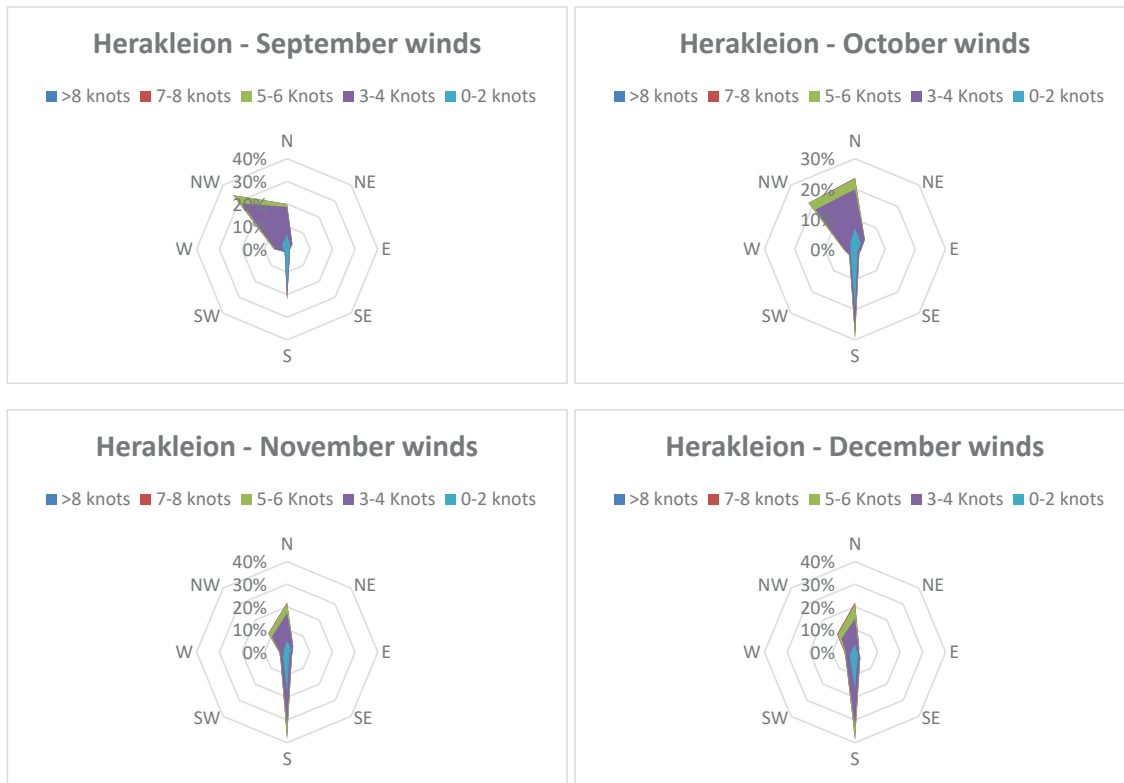 Herakleion - September winds
>8 knots 7-8 knots 5-6 Knots 3-4 Knots 0-2 knots
N
40%
NW 30% NE
20%
10%
W 0% E
SW SE
S
Herakleion - October winds
>8 knots 7-8 knots 5-6 Knots 3-4 Knots 0-2 knots
N
30%
NW NE
20%
10%
W 0% E
SW SE
S
Herakleion - November winds
>8 knots 7-8 knots 5-6 Knots 3-4 Knots 0-2 knots
N
40%
NW 30% NE
20%
10%
W 0% E
SW SE
S
Herakleion - December winds
>8 knots 7-8 knots 5-6 Knots 3-4 Knots 0-2 knots
N
40%
NW 30% NE
20%
10%
W 0% E
SW SE
S